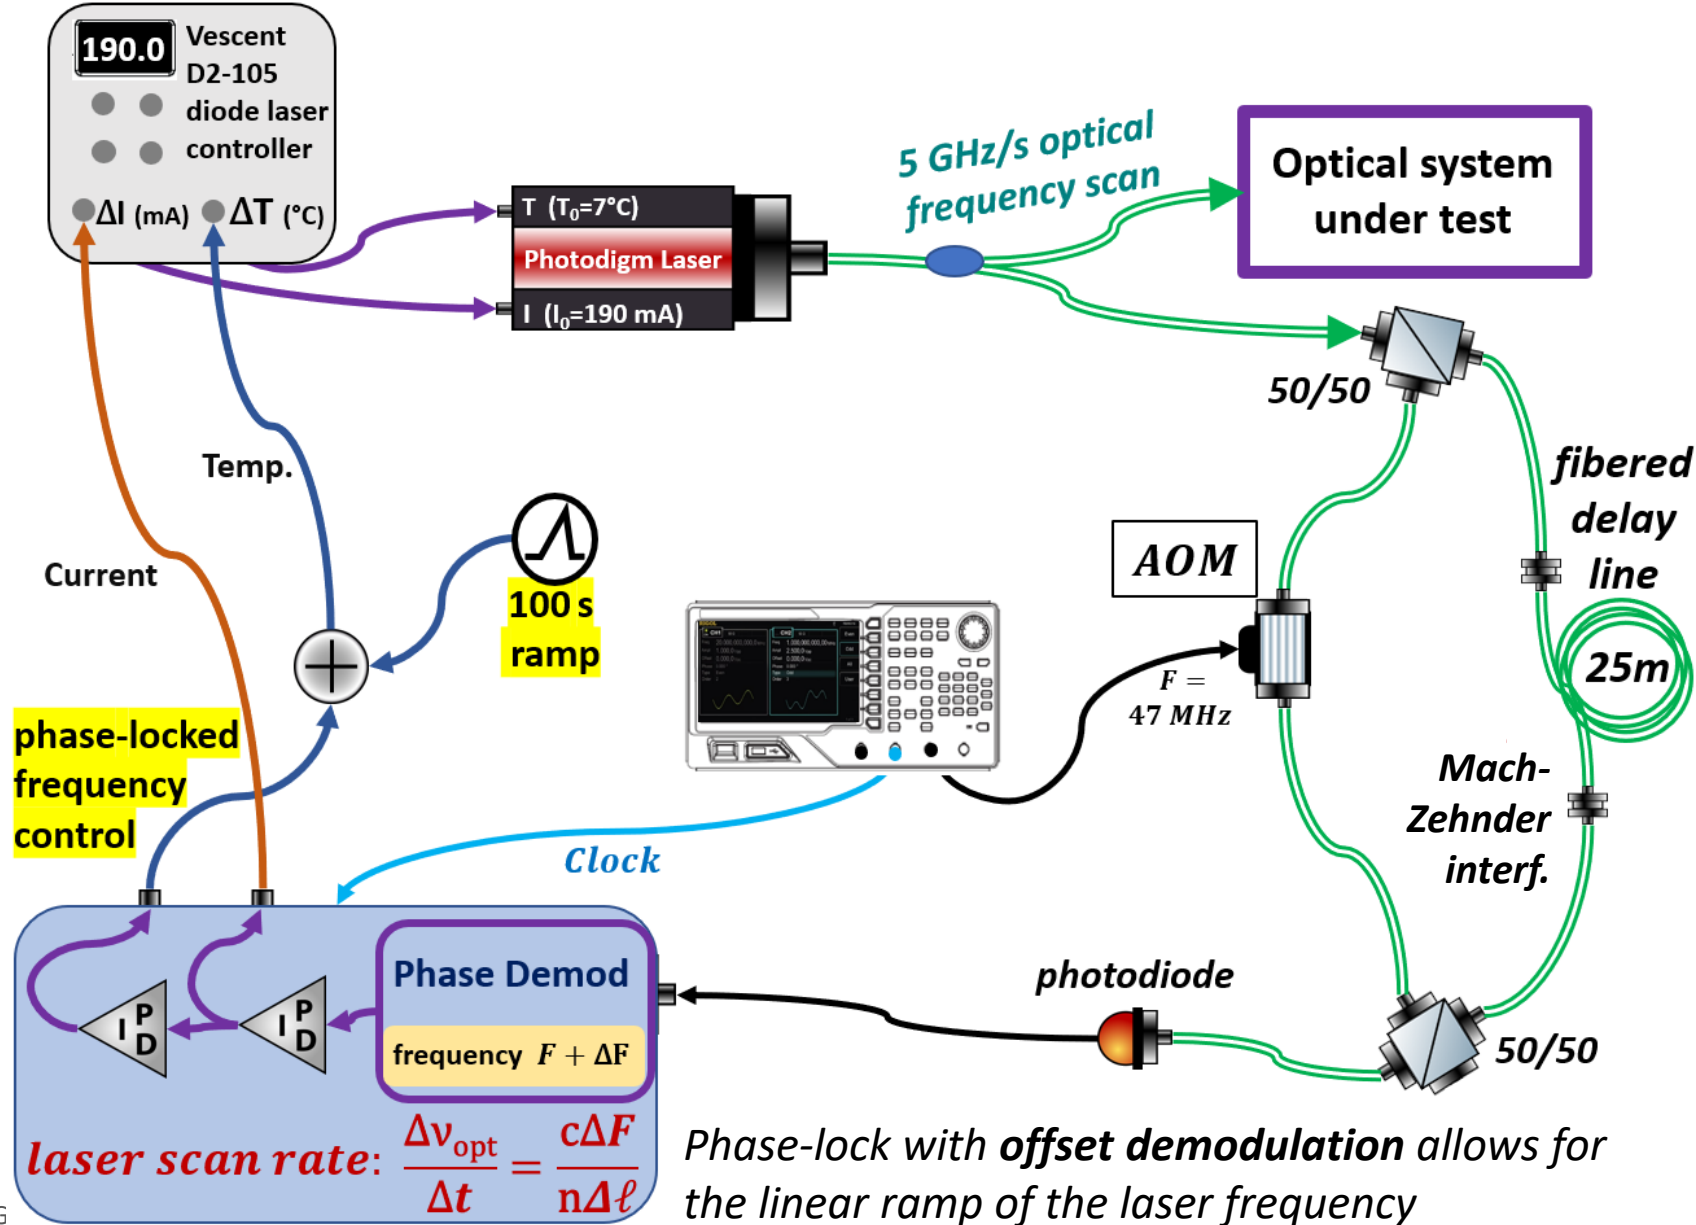 190.0
Vescent
D2-105
diode laser
controller
ΔI (mA)
ΔT (°C)
T (T₀=7°C)
Photodigm Laser
I (I₀=190 mA)
5 GHz/s optical
frequency scan
Optical system
under test
50/50
fibered
delay
line
25m
Temp.
Current
100 s
ramp
AOM
F =
47 MHz
phase-locked
frequency
control
Clock
Mach-
Zehnder
interf.
photodiode
50/50
Phase Demod
frequency F + ΔF
P
I
D
P
I
D
laser scan rate: Δνopt/Δt = cΔF/nΔℓ
Phase-lock with offset demodulation allows for
the linear ramp of the laser frequency